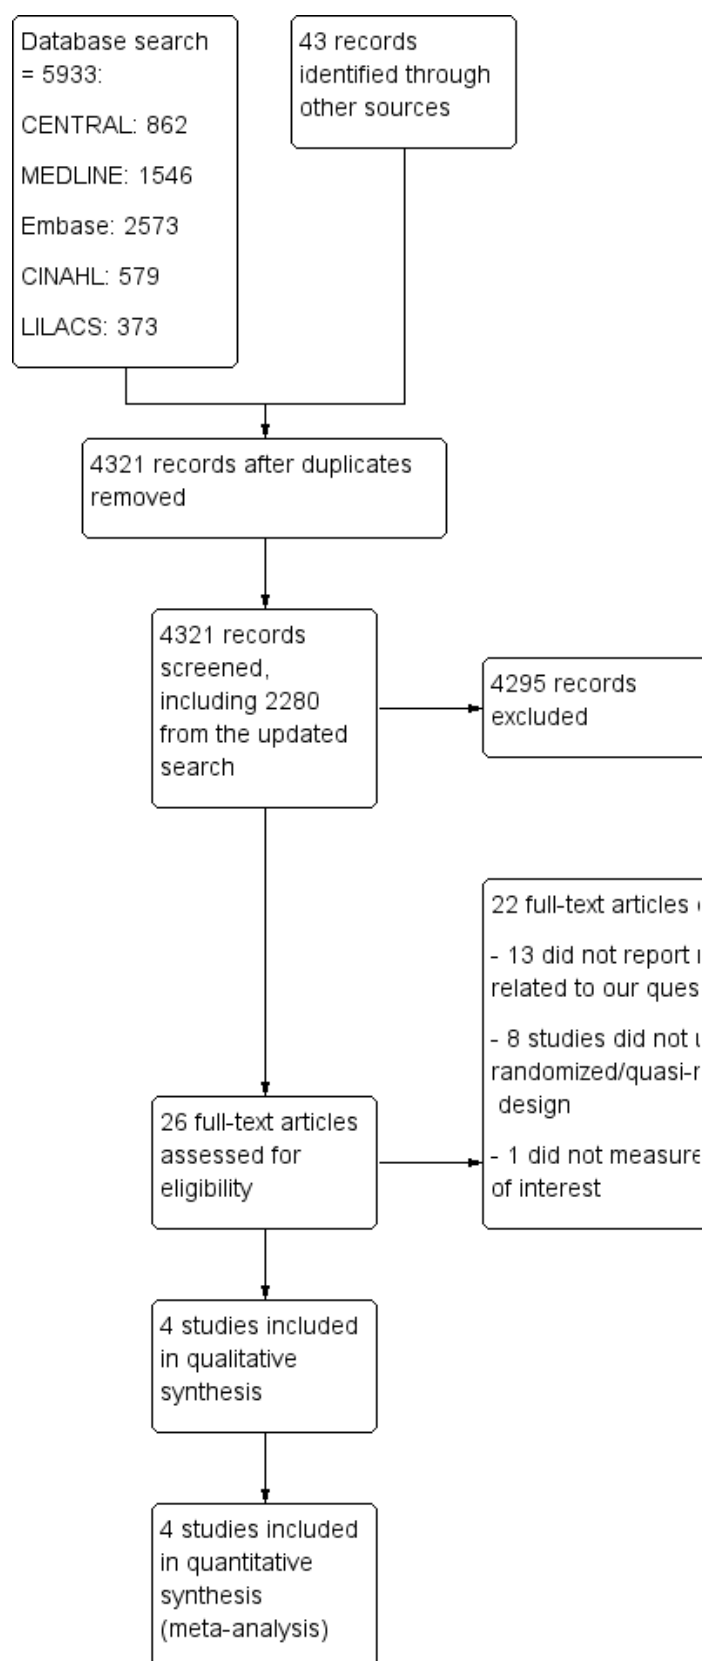 Database search
= 5933:
CENTRAL: 862
MEDLINE: 1546
Embase: 2573
CINAHL: 579
LILACS: 373
43 records
identified through
other sources
4321 records after duplicates
removed
4321 records
screened,
including 2280
from the updated
search
4295 records
excluded
22 full-text articles
- 13 did not report
related to our
- 8 studies did not
randomized/
design
- 1 did not measure
of interest
26 full-text articles
assessed for
eligibility
4 studies included
in qualitative
synthesis
4 studies included
in quantitative
synthesis
(meta-analysis)